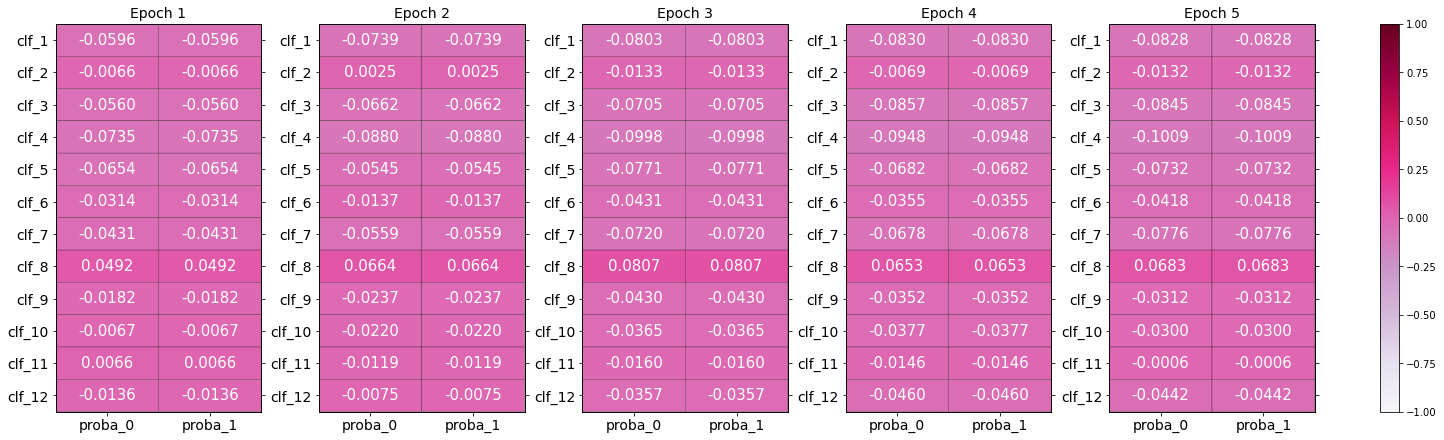 Epoch 1 Epoch 2 Epoch 3 Epoch 4 Epoch 5
clf_1 -0.0596 -0.0596 clf_1 -0.0739 -0.0739 clf_1 -0.0803 -0.0803 clf_1 -0.0830 -0.0830 clf_1 -0.0828 -0.0828 1.00
clf_2 -0.0066 -0.0066 clf_2 0.0025 0.0025 clf_2 -0.0133 -0.0133 clf_2 -0.0069 -0.0069 clf_2 -0.0132 -0.0132 0.75
clf_3 -0.0560 -0.0560 clf_3 -0.0662 -0.0662 clf_3 -0.0705 -0.0705 clf_3 -0.0857 -0.0857 clf_3 -0.0845 -0.0845
clf_4 -0.0735 -0.0735 clf_4 -0.0880 -0.0880 clf_4 -0.0998 -0.0998 clf_4 -0.0948 -0.0948 clf_4 -0.1009 -0.1009 0.50
clf_5 -0.0654 -0.0654 clf_5 -0.0545 -0.0545 clf_5 -0.0771 -0.0771 clf_5 -0.0682 -0.0682 clf_5 -0.0732 -0.0732 0.25
clf_6 -0.0314 -0.0314 clf_6 -0.0137 -0.0137 clf_6 -0.0431 -0.0431 clf_6 -0.0355 -0.0355 clf_6 -0.0418 -0.0418 0.00
clf_7 -0.0431 -0.0431 clf_7 -0.0559 -0.0559 clf_7 -0.0720 -0.0720 clf_7 -0.0678 -0.0678 clf_7 -0.0776 -0.0776
clf_8 0.0492 0.0492 clf_8 0.0664 0.0664 clf_8 0.0807 0.0807 clf_8 0.0653 0.0653 clf_8 0.0683 0.0683 −0.25
clf_9 -0.0182 -0.0182 clf_9 -0.0237 -0.0237 clf_9 -0.0430 -0.0430 clf_9 -0.0352 -0.0352 clf_9 -0.0312 -0.0312 −0.50
clf_10 -0.0067 -0.0067 clf_10 -0.0220 -0.0220 clf_10 -0.0365 -0.0365 clf_10 -0.0377 -0.0377 clf_10 -0.0300 -0.0300
clf_11 0.0066 0.0066 clf_11 -0.0119 -0.0119 clf_11 -0.0160 -0.0160 clf_11 -0.0146 -0.0146 clf_11 -0.0006 -0.0006 −0.75
clf_12 -0.0136 -0.0136 clf_12 -0.0075 -0.0075 clf_12 -0.0357 -0.0357 clf_12 -0.0460 -0.0460 clf_12 -0.0442 -0.0442 −1.00
proba_0 proba_1 proba_0 proba_1 proba_0 proba_1 proba_0 proba_1 proba_0 proba_1